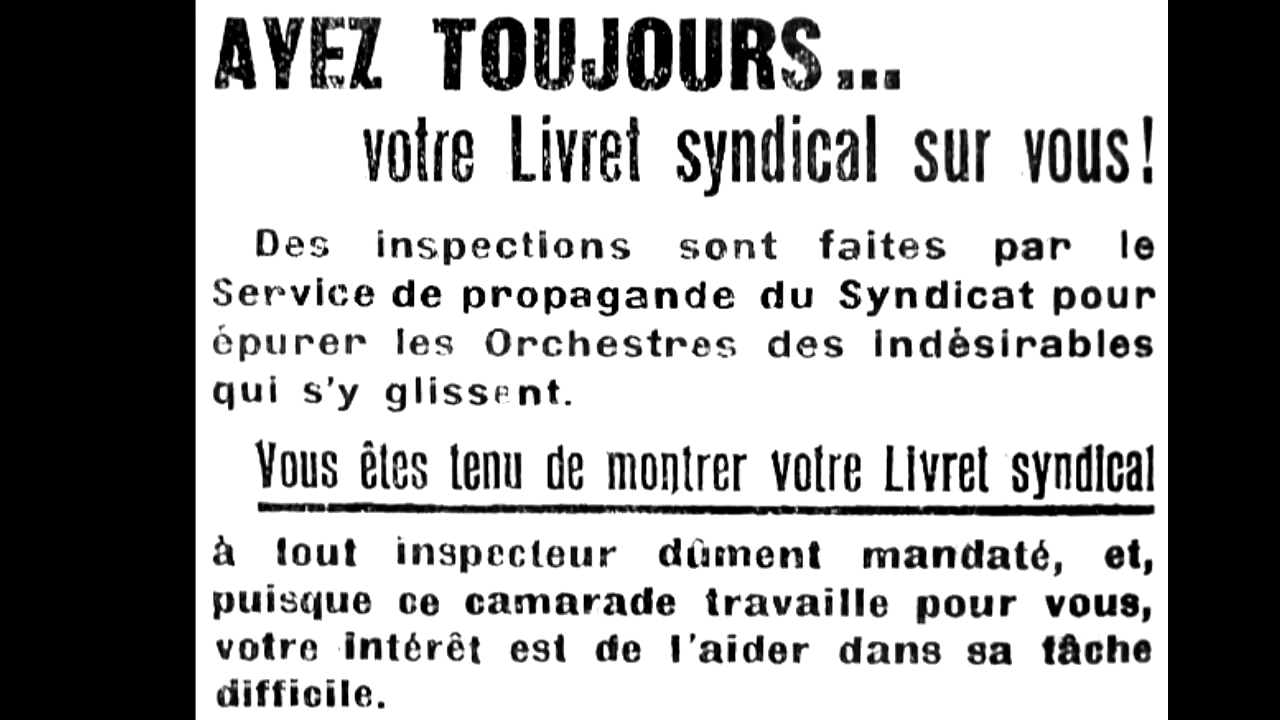 AYEZ TOUJOURS...
votre Livret syndical sur vous!
Des inspections sont faites par le
Service de propagande du Syndicat pour
épurer les Orchestres des indésirables
qui s'y glissent.
Vous êtes tenu de montrer votre Livret syndical
à tout inspecteur dûment mandaté, et,
puisque ce camarade travaille pour vous,
votre intérêt est de l'aider dans sa tâche
difficile.